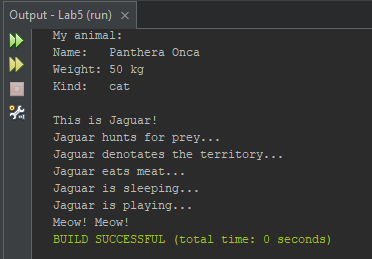 Output - Lab5 (run) ×
My animal:
Name:   Panthera Onca
Weight: 50 kg
Kind:   cat

This is Jaguar!
Jaguar hunts for prey...
Jaguar denotates the territory...
Jaguar eats meat...
Jaguar is sleeping...
Jaguar is playing...
Meow! Meow!
BUILD SUCCESSFUL (total time: 0 seconds)